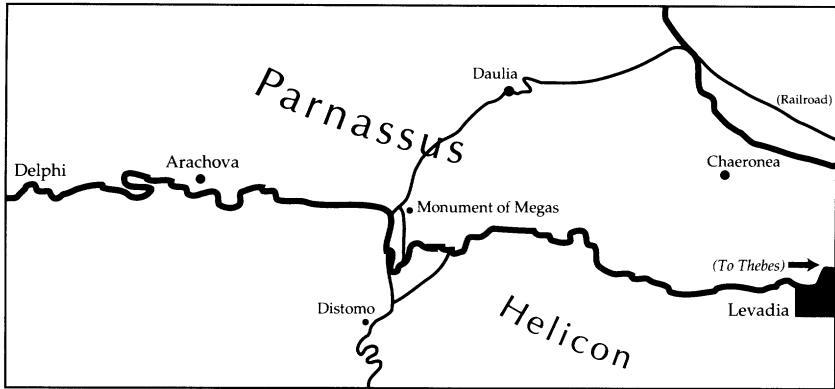 Daulia
Parnassus
(Railroad)
Delphi
Arachova
Chaeronea
Monument of Megas
(To Thebes)
Distomo
Helicon
Levadia